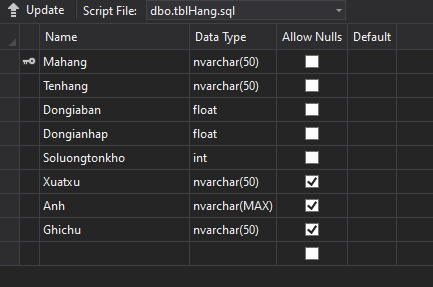 Update Script File: dbo.tblHang.sql
Name Data Type Allow Nulls Default
Mahang nvarchar(50)
Tenhang nvarchar(50)
Dongiaban float
Dongianhap float
Soluongtonkho int
Xuatxu nvarchar(50)
Anh nvarchar(MAX)
Ghichu nvarchar(50)